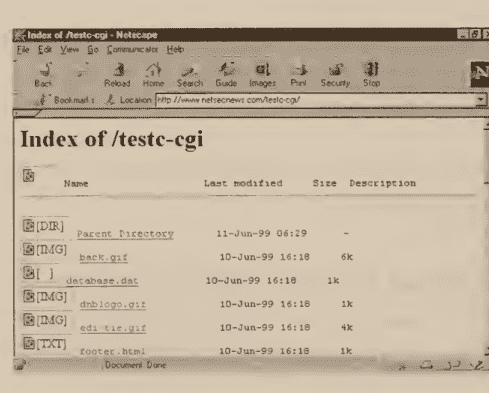 Index of /testc-cgi - Netscape
File Edit View Go Communicator Help
Back Reload Home Search Guide Images Print Security Stop
Bookmarks Location http://www.netsecnews.com/testc-cgi/
Index of /testc-cgi
Name Last modified Size Description
[DIR] Parent Directory 11-Jun-99 06:29 -
[IMG] back.gif 10-Jun-99 16:18 6k
[ ] database.dat 10-Jun-99 16:18 1k
[IMG] dnblogo.gif 10-Jun-99 16:18 1k
[IMG] edi-tie.gif 10-Jun-99 16:18 4k
[TXT] footer.html 10-Jun-99 16:18 1k
Document Done